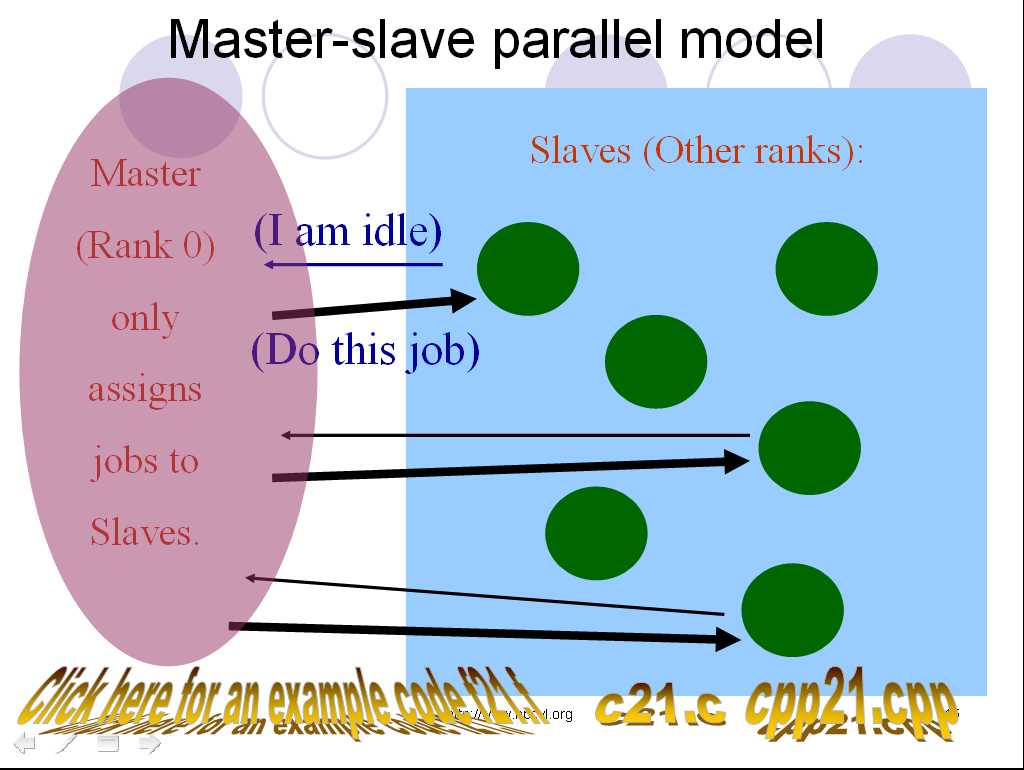 Master-slave parallel model
Master
(Rank 0)
only
assigns
jobs to
Slaves.
Slaves (Other ranks):
(I am idle)
(Do this job)
Click here for an example code f21.f
c21.c
cpp21.cpp